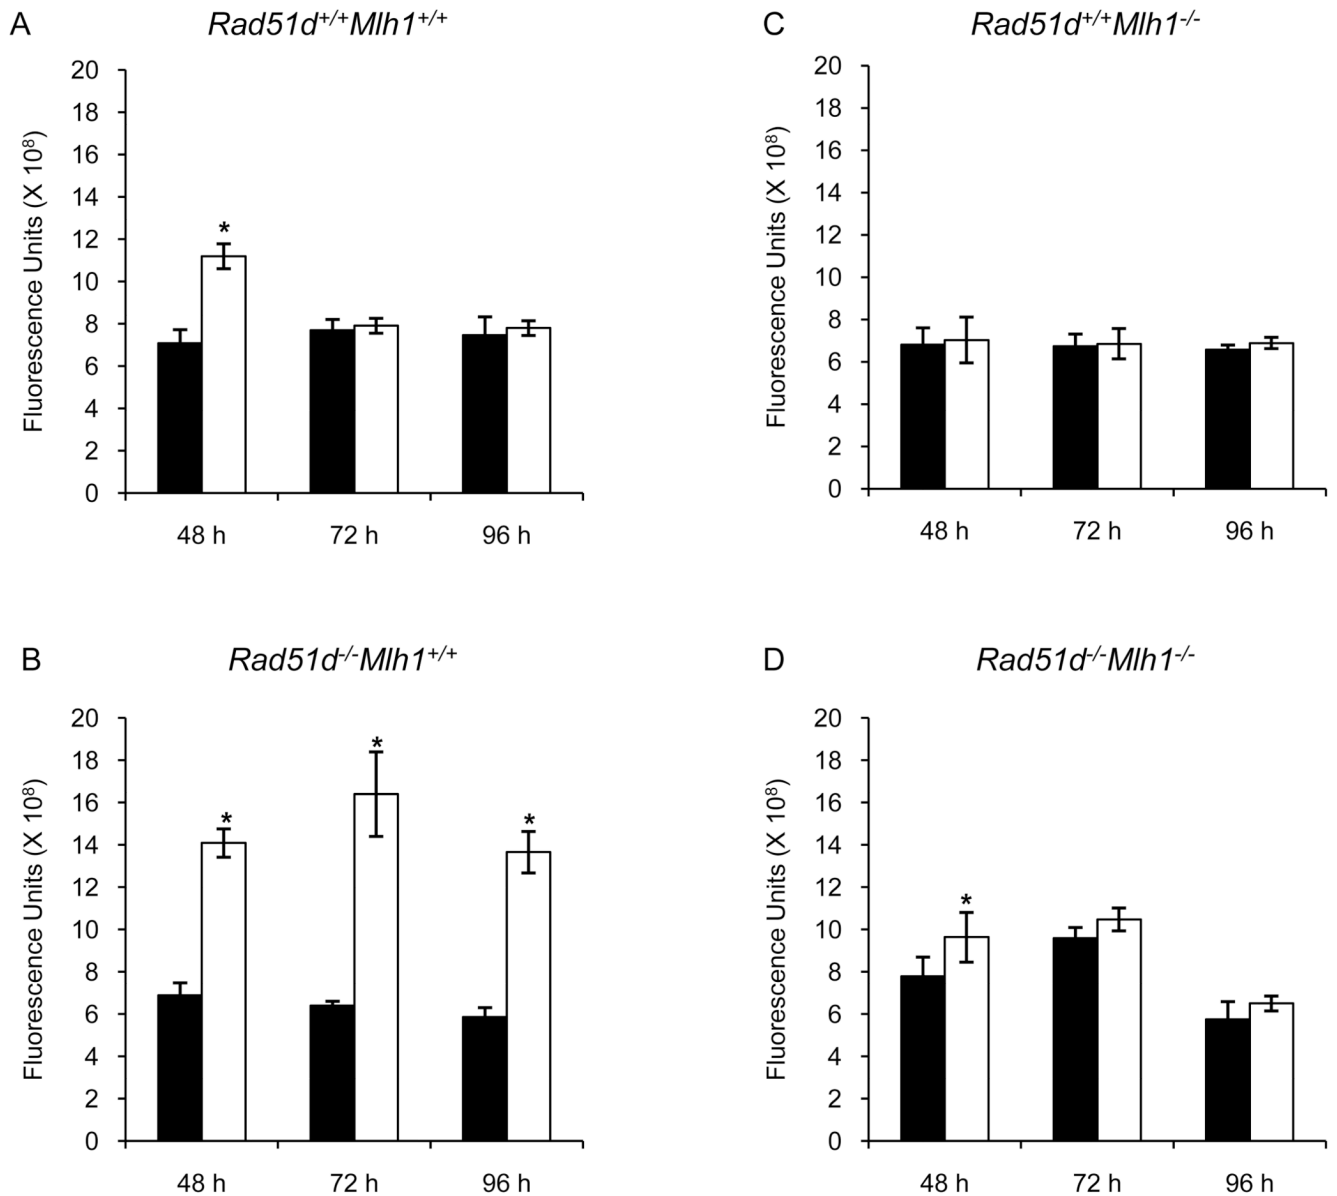 A
Rad51d+/+Mlh1+/+
Fluorescence Units (X 10⁸)
20
18
16
14
12
10
8
6
4
2
0
*
48 h 72 h 96 h
C
Rad51d+/+Mlh1-/-
Fluorescence Units (X 10⁸)
20
18
16
14
12
10
8
6
4
2
0
48 h 72 h 96 h
B
Rad51d-/-Mlh1+/+
Fluorescence Units (X 10⁸)
20
18
16
14
12
10
8
6
4
2
0
* * *
48 h 72 h 96 h
D
Rad51d-/-Mlh1-/-
Fluorescence Units (X 10⁸)
20
18
16
14
12
10
8
6
4
2
0
*
48 h 72 h 96 h